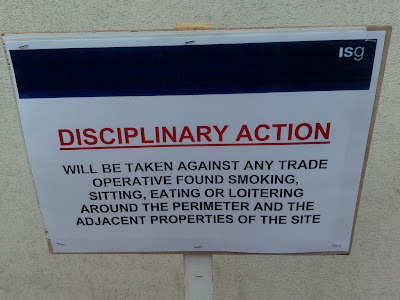 isg
DISCIPLINARY ACTION
WILL BE TAKEN AGAINST ANY TRADE
OPERATIVE FOUND SMOKING,
SITTING, EATING OR LOITERING
AROUND THE PERIMETER AND THE
ADJACENT PROPERTIES OF THE SITE